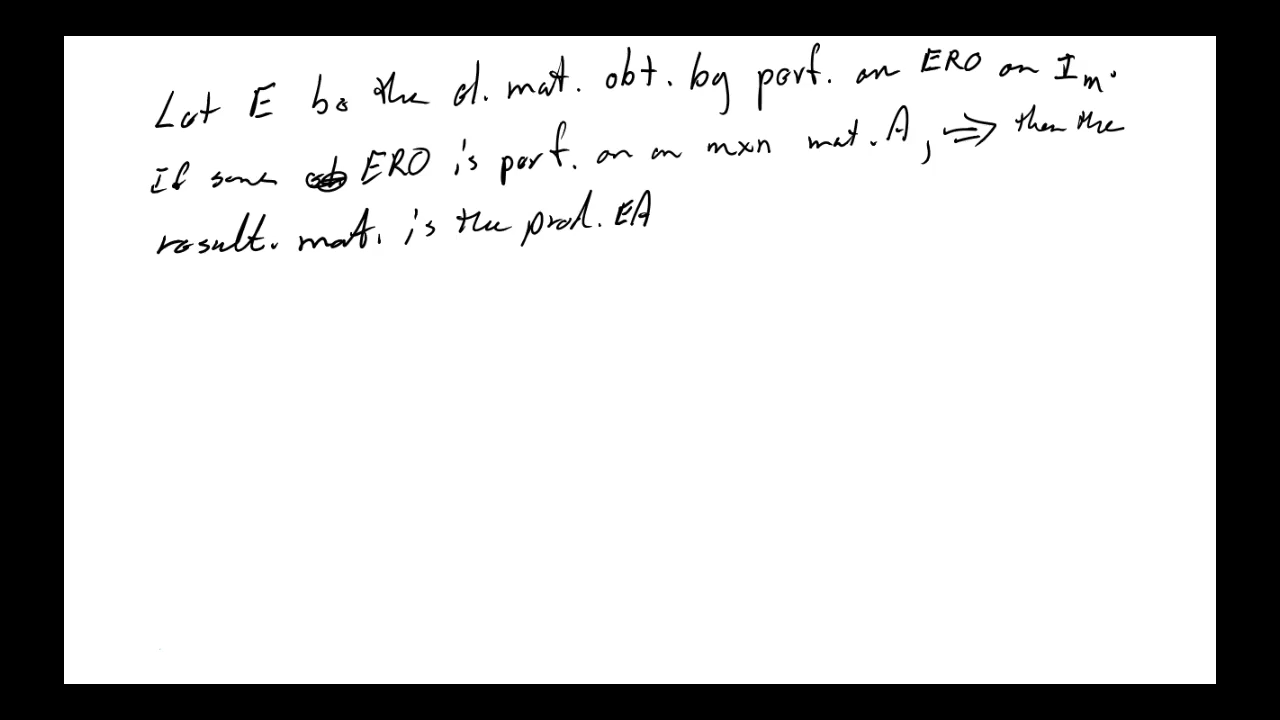 Let E be the el. mat. obt. by perf. an ERO on Im.
If same ERO is perf. on an mxn mat. A, => then the
result. mat. is the prod. EA